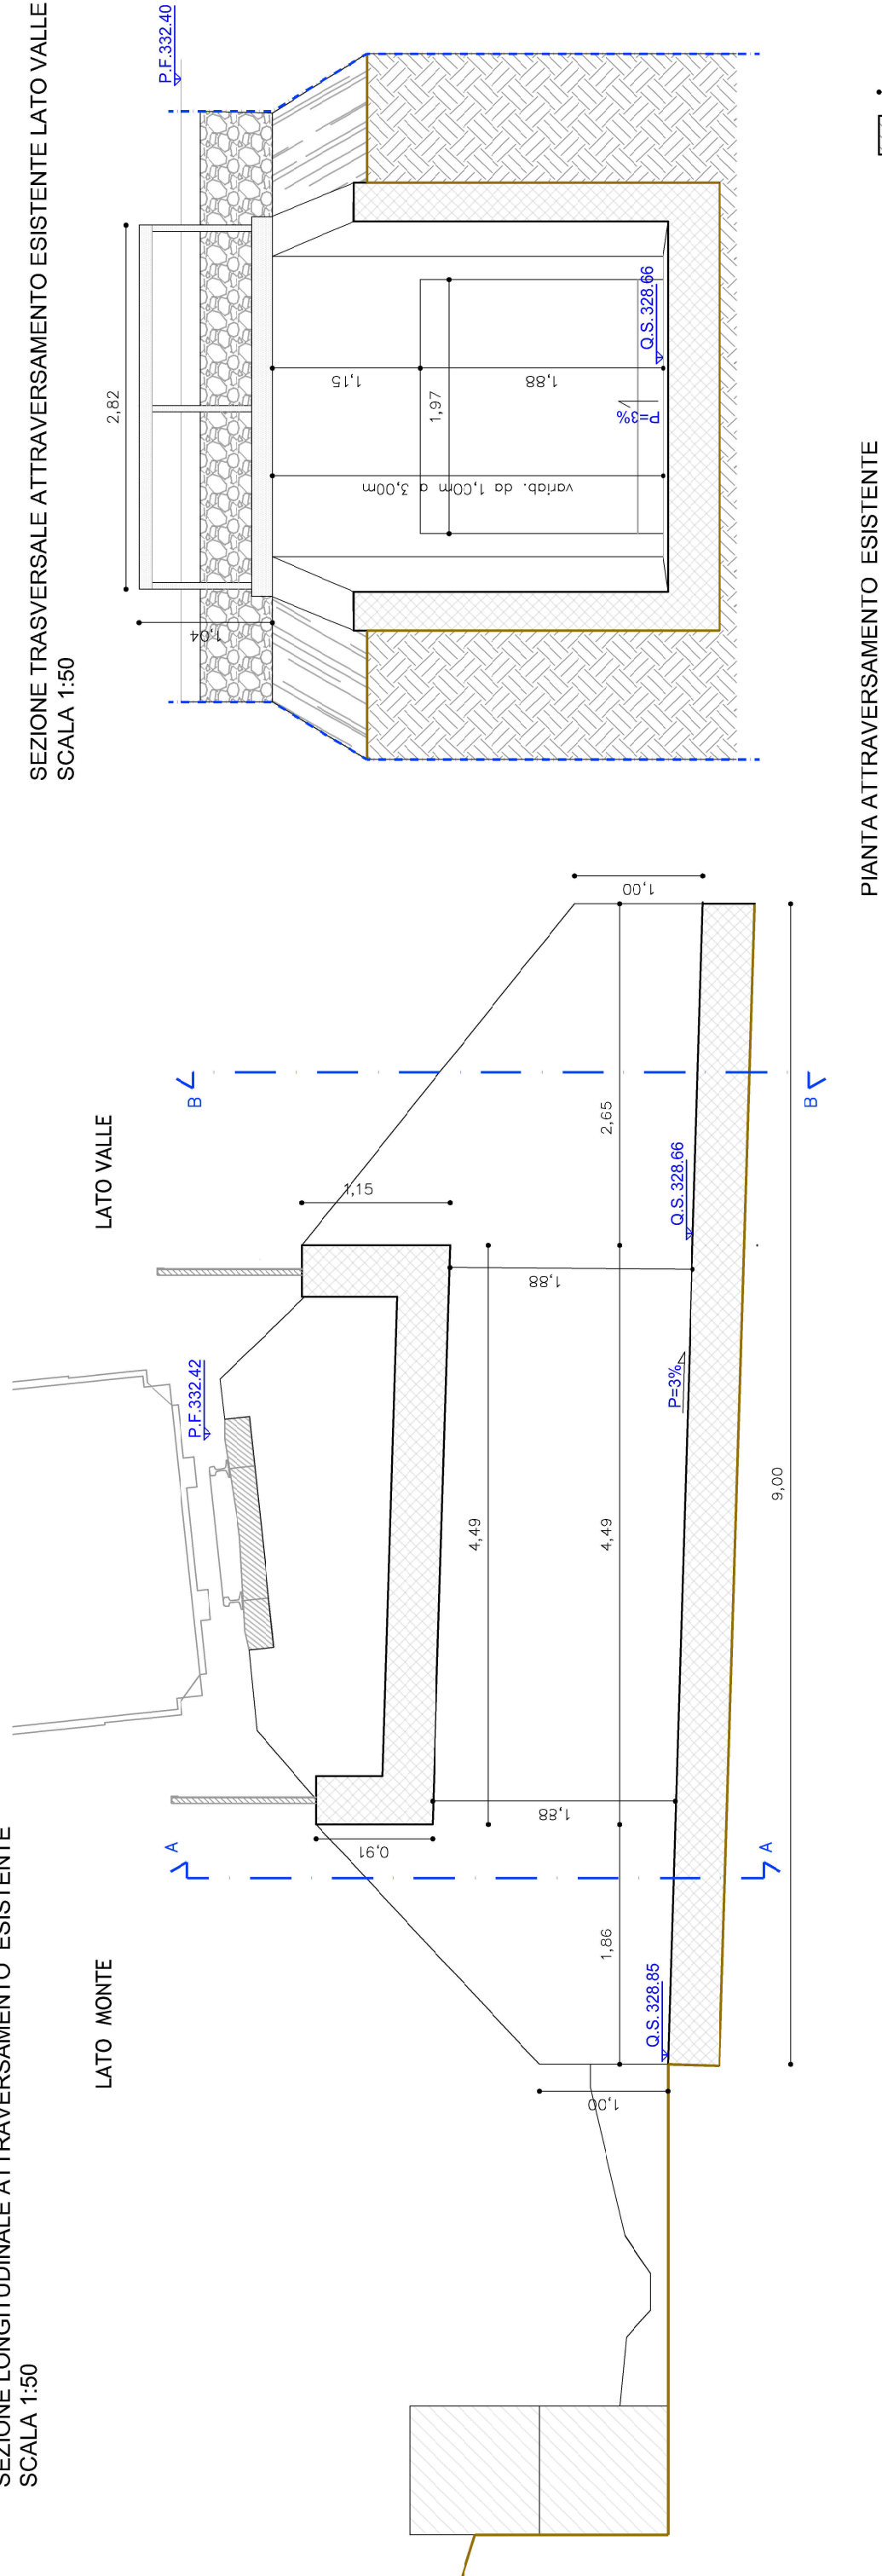 SEZIONE TRASVERSALE ATTRAVERSAMENTO ESISTENTE LATO VALLE
SCALA 1:50
P.F.332.40
2,82
1,04
1,15
1,97
1,88
variab. da 1,00m a 3,00m
Q.S.328.66
P=3%
SEZIONE LONGITUDINALE ATTRAVERSAMENTO ESISTENTE
SCALA 1:50
LATO MONTE
LATO VALLE
P.F.332.42
A
A
B
B
1,15
0,91
1,00
1,00
1,88
1,88
4,49
1,86
4,49
2,65
9,00
Q.S.328.85
P=3%
Q.S.328.66
PIANTA ATTRAVERSAMENTO ESISTENTE